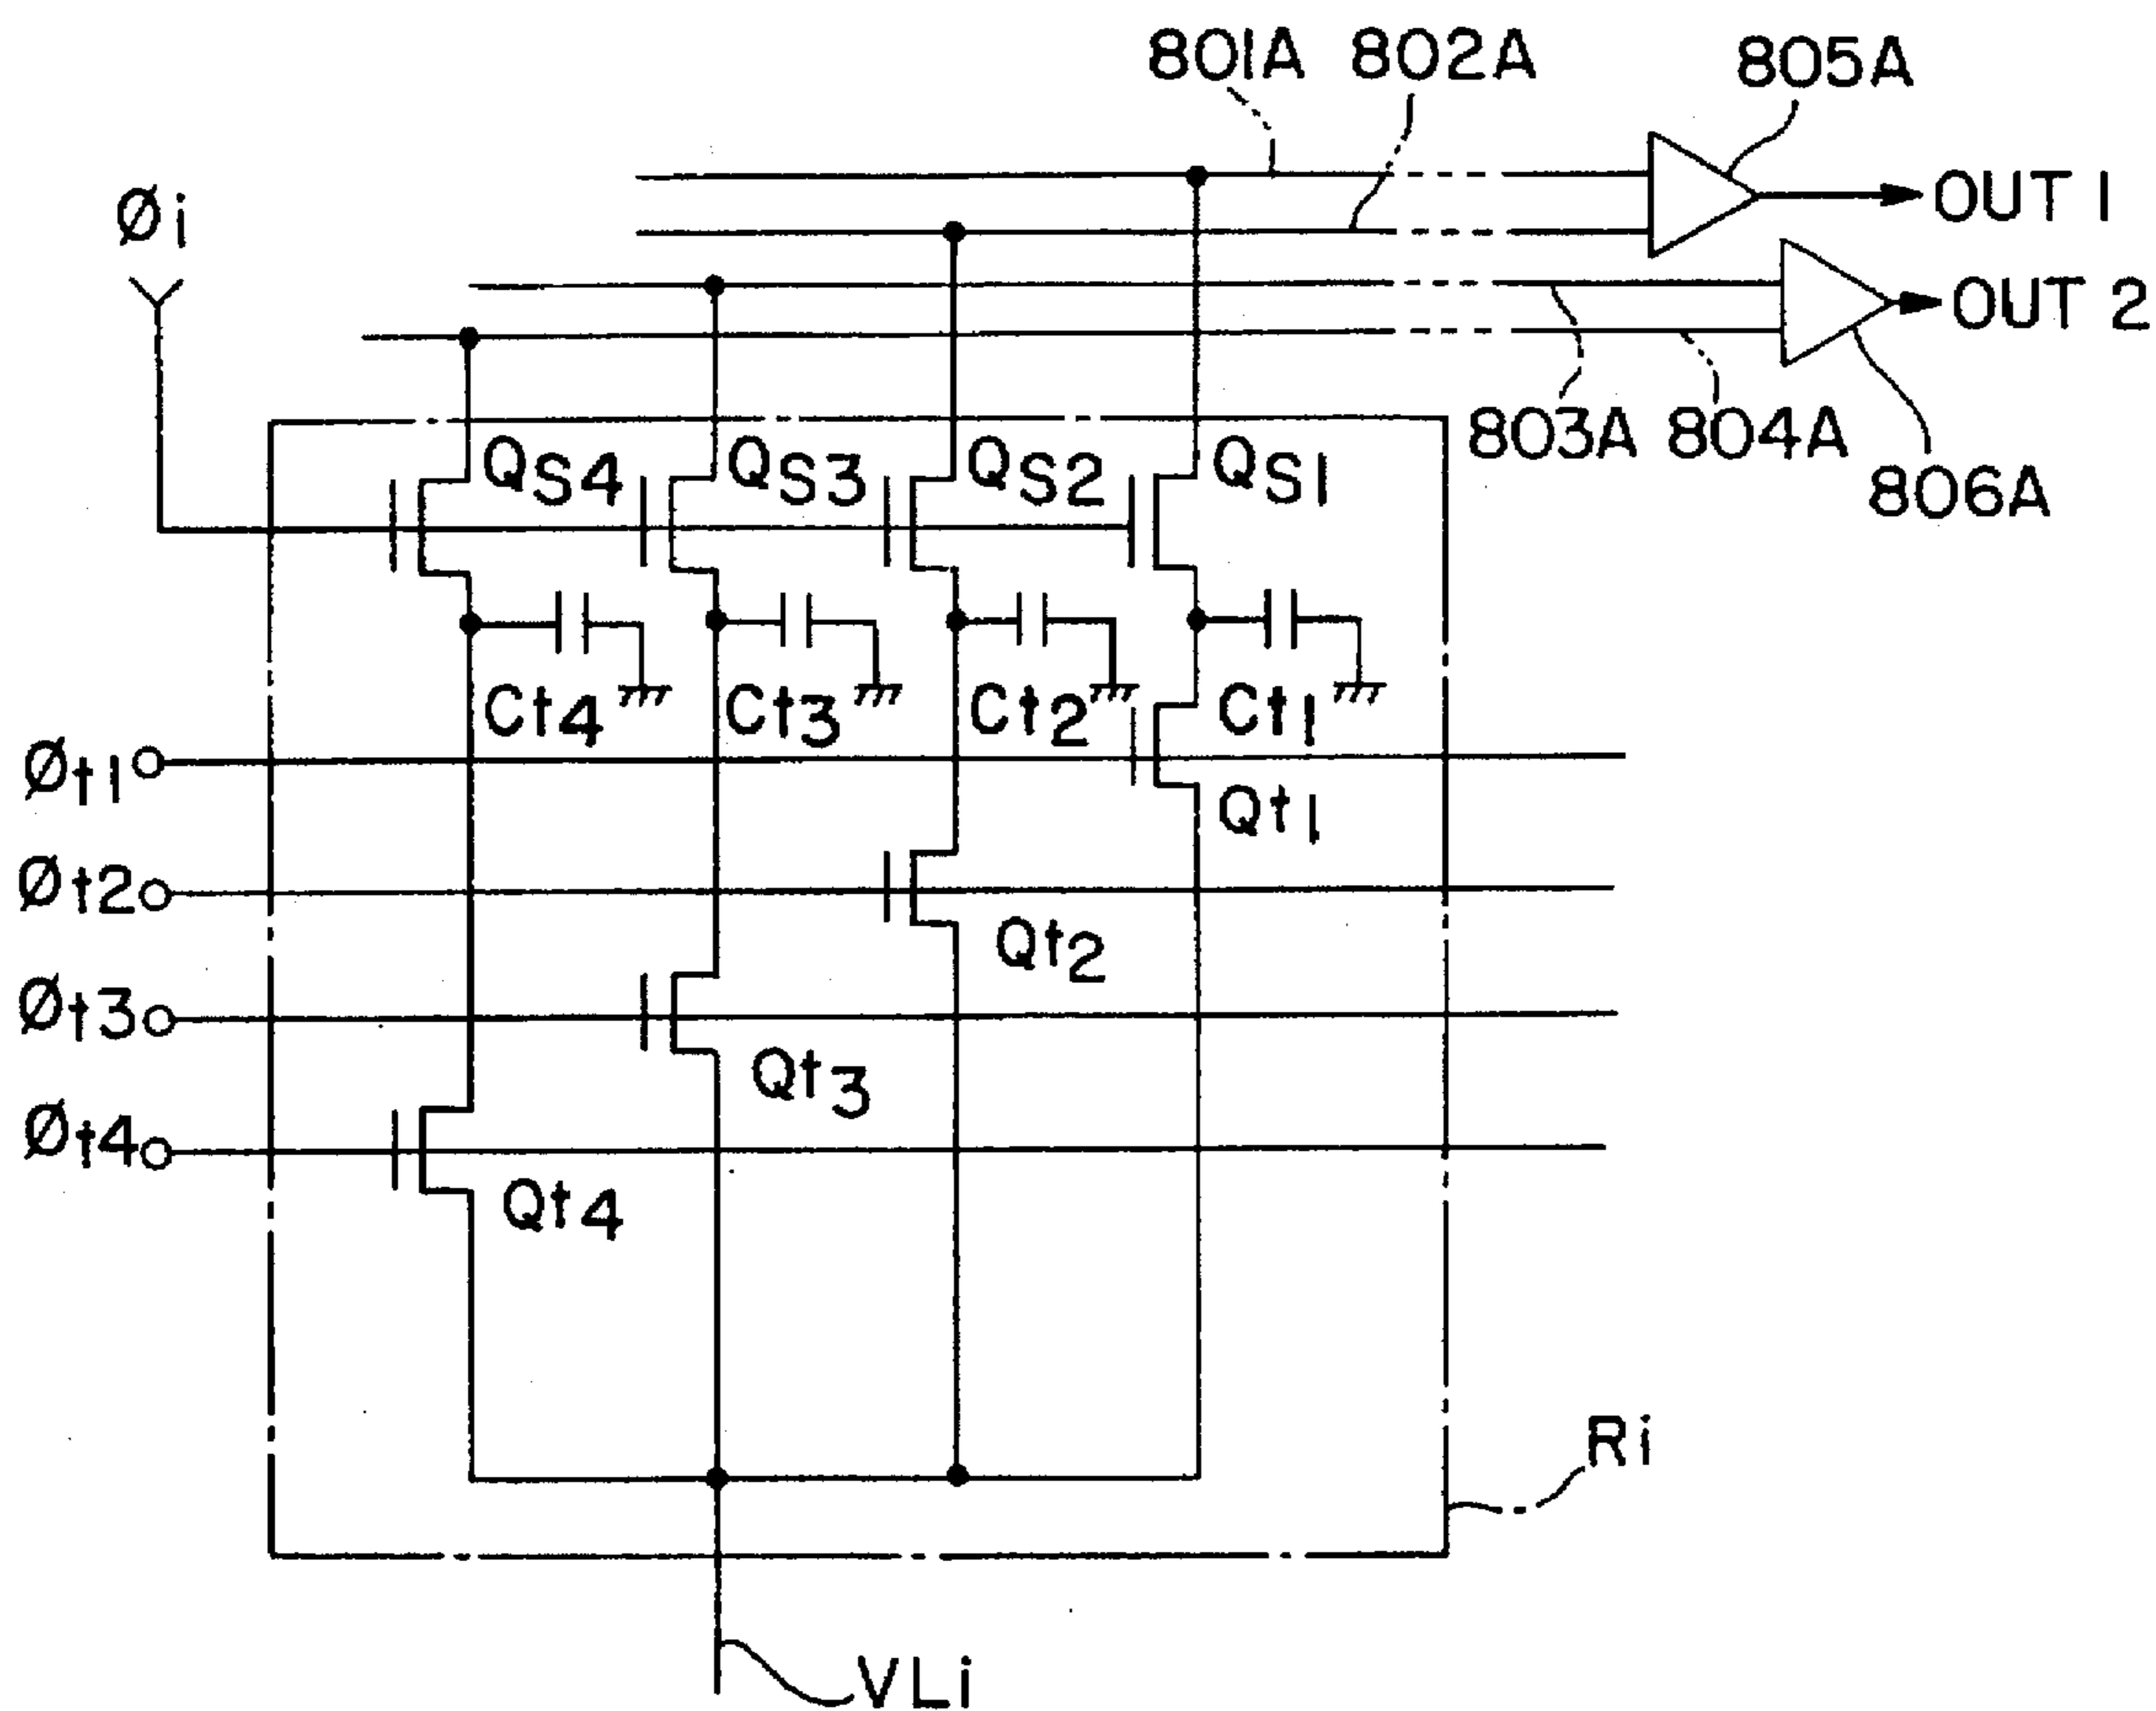 801A 802A 805A
Øi
OUT 1
OUT 2
803A 804A
806A
QS4 QS3 QS2 QS1
Ct4 Ct3 Ct2 Ct1
Øt1
Qt1
Øt2
Qt2
Øt3
Qt3
Øt4
Qt4
Ri
VLi